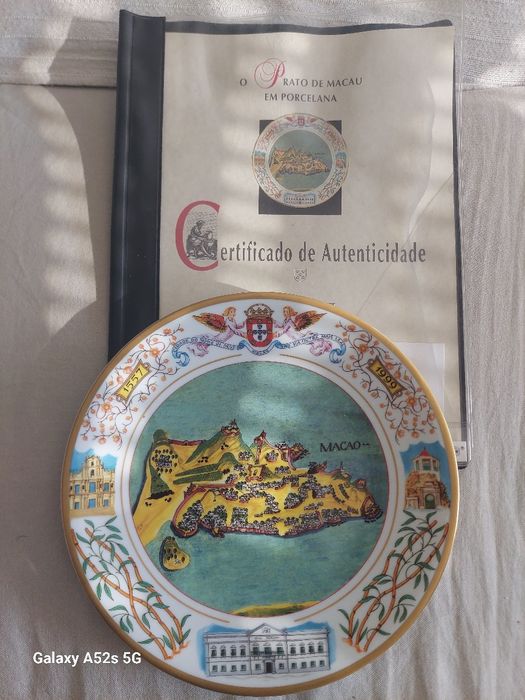 O PRATO DE MACAU
EM PORCELANA
Certificado de Autenticidade
1557
1999
MACAO
Galaxy A52s 5G